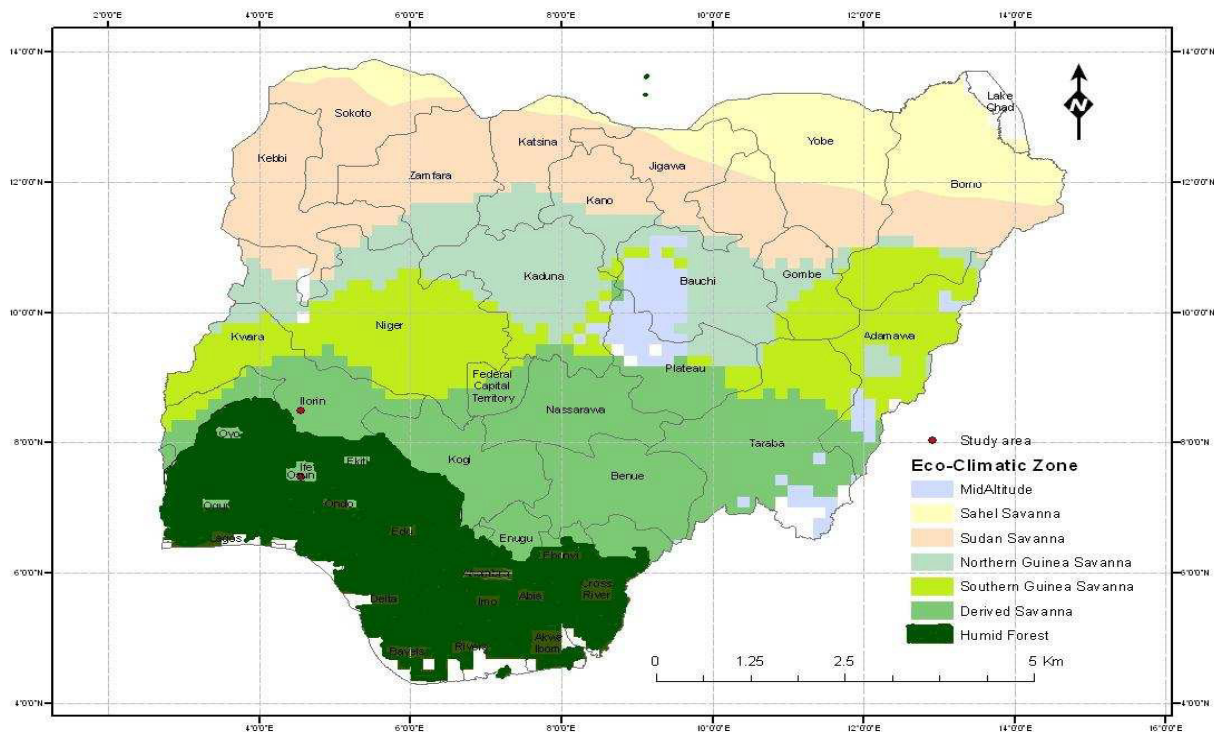 2°0'0"E 4°0'0"E 6°0'0"E 8°0'0"E 10°0'0"E 12°0'0"E 14°0'0"E
14°0'0"N 14°0'0"N
Lake
Chad
N
Sokoto
Katsina
Yobe
Kebbi
Jigawa
Zamfara
Borno
12°0'0"N 12°0'0"N
Kano
Kaduna
Bauchi
Gombe
10°0'0"N 10°0'0"N
Niger
Kwara
Adamawa
Plateau
Federal
Capital
Territory
Ilorin
Nassarawa
Oyo
8°0'0"N 8°0'0"N
Taraba
Study area
Ife
Osun
Ekiti
Kogi
Benue
Eco-Climatic Zone
MidAltitude
Ogun
Ondo
Sahel Savanna
Edo
Lagos
Enugu
Sudan Savanna
Ebonyi
Northern Guinea Savanna
6°0'0"N 6°0'0"N
Cross
River
Southern Guinea Savanna
Delta
Imo
Abia
Derived Savanna
Humid Forest
Bayels
Rivers
Akwa
Ibom
0 1.25 2.5 5 Km
4°0'0"N 4°0'0"N
4°0'0"E 6°0'0"E 8°0'0"E 10°0'0"E 12°0'0"E 14°0'0"E 16°0'0"E